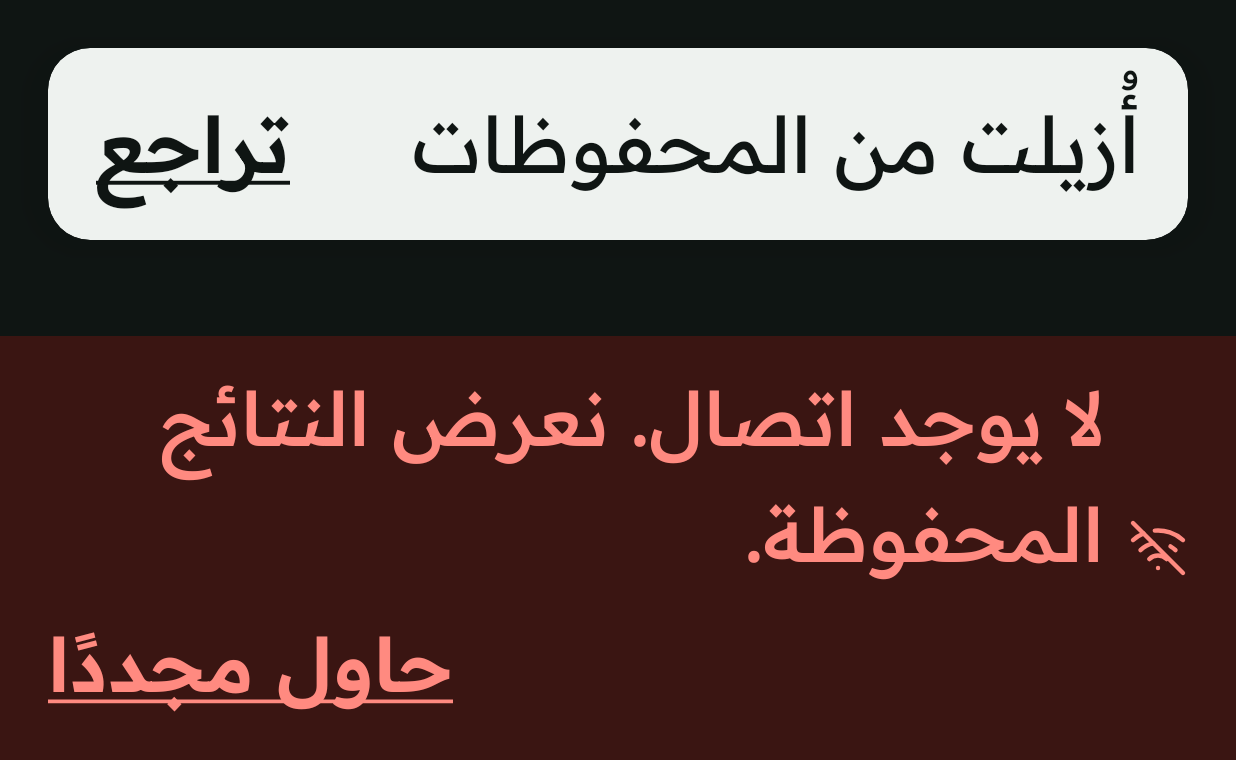 أُزيلت من المحفوظات
تراجع
لا يوجد اتصال. نعرض النتائج
المحفوظة.
حاول مجددًا